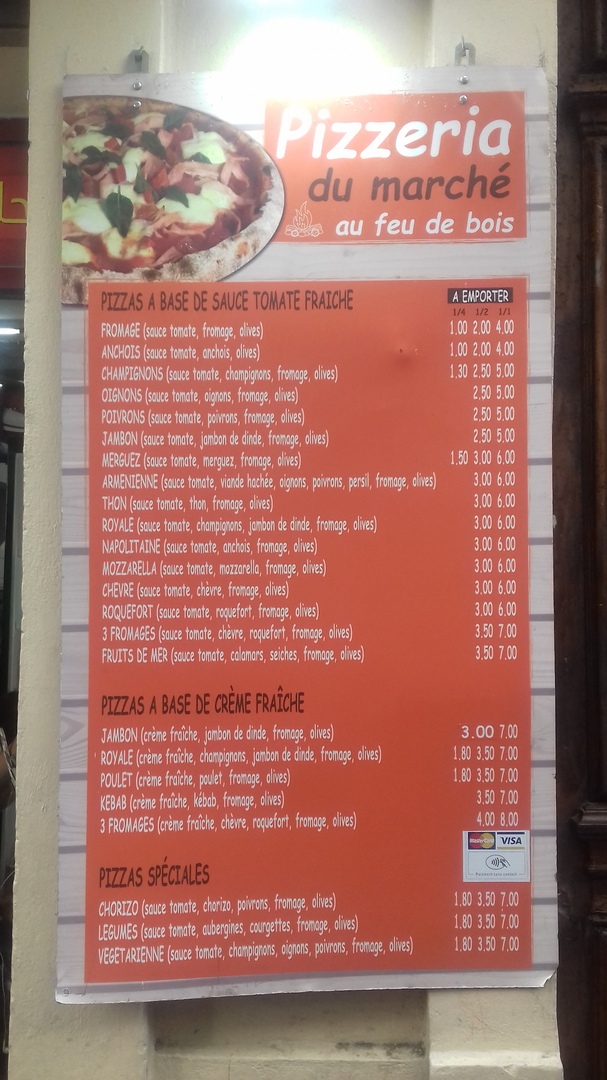 Pizzeria
du marché
au feu de bois
PIZZAS A BASE DE SAUCE TOMATE FRAICHE A EMPORTER
1/4 1/2 1/1
FROMAGE (sauce tomate, fromage, olives) 1.00 2.00 4.00
ANCHOIS (sauce tomate, anchois, olives) 1.00 2.00 4.00
CHAMPIGNONS (sauce tomate, champignons, fromage, olives) 1.30 2.50 5.00
OIGNONS (sauce tomate, oignons, fromage, olives) 2.50 5.00
POIVRONS (sauce tomate, poivrons, fromage, olives) 2.50 5.00
JAMBON (sauce tomate, jambon de dinde, fromage, olives) 2.50 5.00
MERGUEZ (sauce tomate, merguez, fromage, olives) 1.50 3.00 6.00
ARMENIENNE (sauce tomate, viande hachée, oignons, poivrons, persil, fromage, olives) 3.00 6.00
THON (sauce tomate, thon, fromage, olives) 3.00 6.00
ROYALE (sauce tomate, champignons, jambon de dinde, fromage, olives) 3.00 6.00
NAPOLITAINE (sauce tomate, anchois, fromage, olives) 3.00 6.00
MOZZARELLA (sauce tomate, mozzarella, fromage, olives) 3.00 6.00
CHEVRE (sauce tomate, chèvre, fromage, olives) 3.00 6.00
ROQUEFORT (sauce tomate, roquefort, fromage, olives) 3.00 6.00
3 FROMAGES (sauce tomate, chèvre, roquefort, fromage, olives) 3.50 7.00
FRUITS DE MER (sauce tomate, calamars, seiches, fromage, olives) 3.50 7.00
PIZZAS A BASE DE CRÈME FRAÎCHE
JAMBON (crème fraîche, jambon de dinde, fromage, olives) 3.00 7.00
ROYALE (crème fraîche, champignons, jambon de dinde, fromage, olives) 1.80 3.50 7.00
POULET (crème fraîche, poulet, fromage, olives) 1.80 3.50 7.00
KEBAB (crème fraîche, kébab, fromage, olives) 3.50 7.00
3 FROMAGES (crème fraîche, chèvre, roquefort, fromage, olives) 4.00 8.00
MasterCard VISA
Paiement sans contact
PIZZAS SPÉCIALES
CHORIZO (sauce tomate, chorizo, poivrons, fromage, olives) 1.80 3.50 7.00
LEGUMES (sauce tomate, aubergines, courgettes, fromage, olives) 1.80 3.50 7.00
VEGETARIENNE (sauce tomate, champignons, oignons, poivrons, fromage, olives) 1.80 3.50 7.00